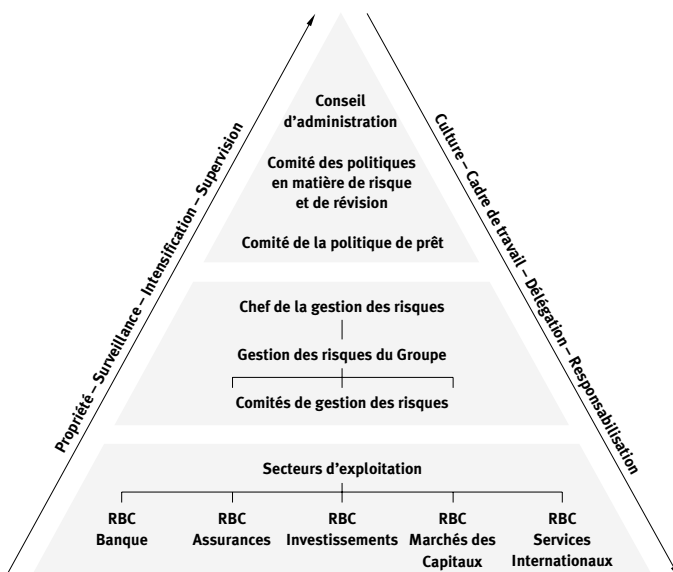 Conseil
d'administration
Comité des politiques
en matière de risque
et de révision
Comité de la politique de prêt
Propriété – Surveillance – Intensification – Supervision
Culture – Cadre de travail – Délégation – Responsabilisation
Chef de la gestion des risques
Gestion des risques du Groupe
Comités de gestion des risques
Secteurs d'exploitation
RBC
Banque
RBC
Assurances
RBC
Investissements
RBC
Marchés des
Capitaux
RBC
Services
Internationaux